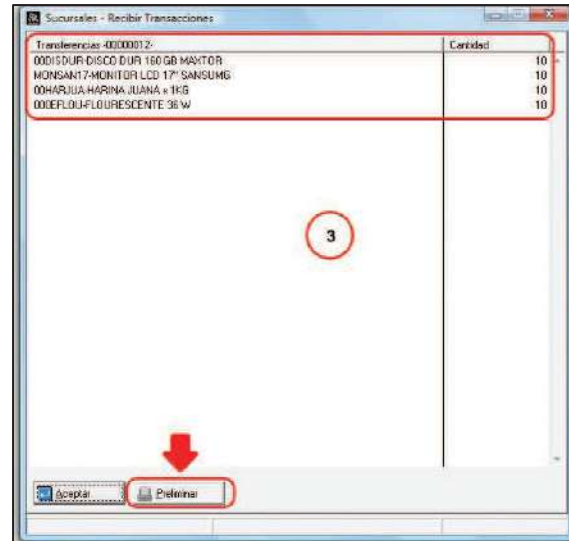 Sucursales - Recibir Transacciones
Transferencias -00000012- Cantidad
00DISDUR-DISCO DUR 160 GB MAXTOR 10
MONSAN17-MONITOR LCD 17" SANSUMG 10
00HARJUA-HARINA JUANA x 1KG 10
000EFLOU-FLOURESCENTE 36 W 10
3
Aceptar Preliminar